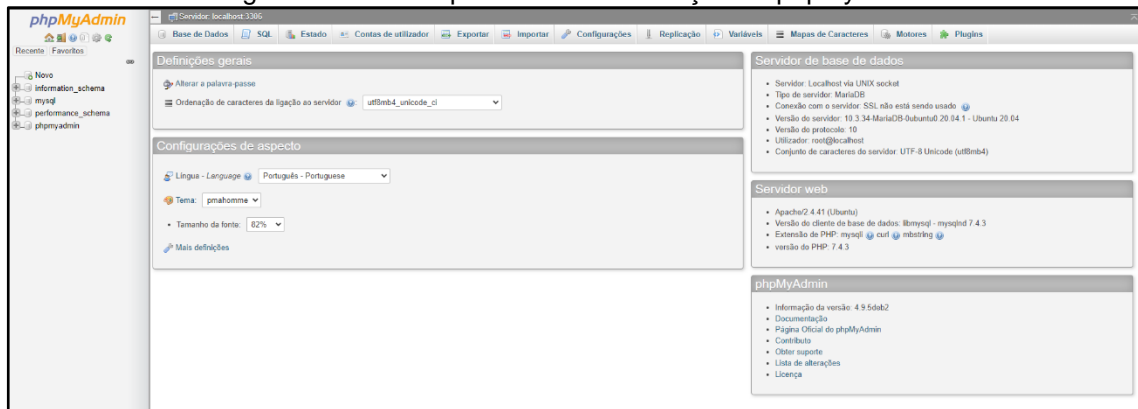 phpMyAdmin
Recente Favoritos
Novo
information_schema
mysql
performance_schema
phpmyadmin
Servidor: localhost:3306
Base de Dados SQL Estado Contas de utilizador Exportar Importar Configurações Replicação Variáveis Mapas de Caracteres Motores Plugins
Definições gerais
Alterar a palavra-passe
Ordenação de caracteres da ligação ao servidor : utf8mb4_unicode_ci
Configurações de aspecto
Língua - Language Português - Portuguese
Tema: pmahomme
Tamanho da fonte: 82%
Mais definições
Servidor de base de dados
Servidor: Localhost via UNIX socket
Tipo de servidor: MariaDB
Conexão com o servidor: SSL não está sendo usado
Versão do servidor: 10.3.34-MariaDB-0ubuntu0.20.04.1 - Ubuntu 20.04
Versão do protocolo: 10
Utilizador: root@localhost
Conjunto de caracteres do servidor: UTF-8 Unicode (utf8mb4)
Servidor web
Apache/2.4.41 (Ubuntu)
Versão do cliente de base de dados: libmysql - mysqlnd 7.4.3
Extensão de PHP: mysqli curl mbstring
versão do PHP: 7.4.3
phpMyAdmin
Informação da versão: 4.9.5deb2
Documentação
Página Oficial do phpMyAdmin
Contributo
Obter suporte
Lista de alterações
Licença